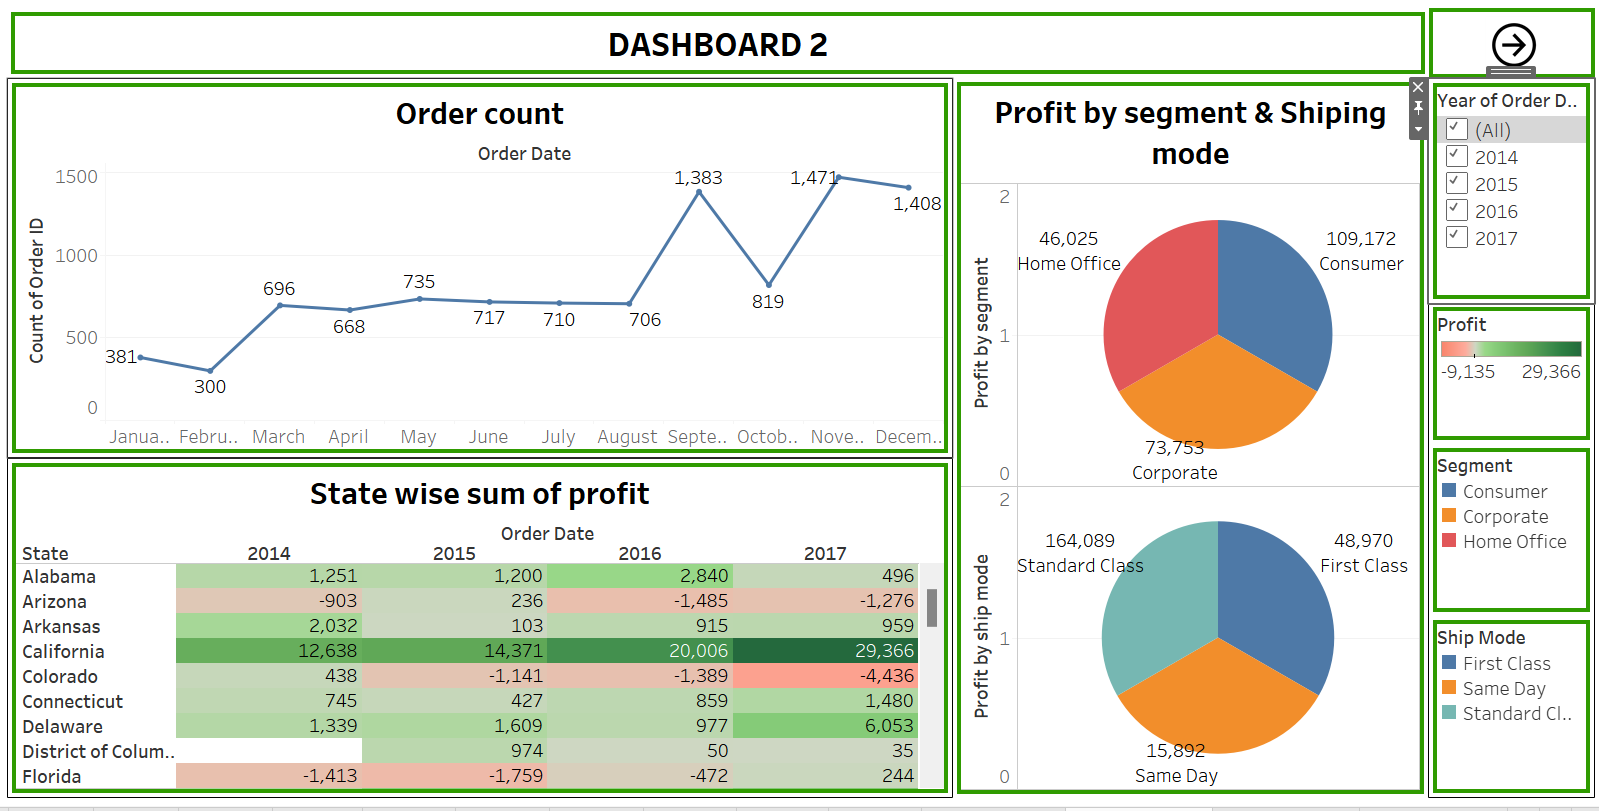 DASHBOARD 2
Order count
Order Date
Count of Order ID
1500
1000
500
0
381
300
696
668
735
717
710
706
1,383
819
1,471
1,408
Janua..
Febru..
March
April
May
June
July
August
Septe..
Octob..
Nove..
Decem..
State wise sum of profit
Order Date
State 2014 2015 2016 2017
Alabama 1,251 1,200 2,840 496
Arizona -903 236 -1,485 -1,276
Arkansas 2,032 103 915 959
California 12,638 14,371 20,006 29,366
Colorado 438 -1,141 -1,389 -4,436
Connecticut 745 427 859 1,480
Delaware 1,339 1,609 977 6,053
District of Colum.. 974 50 35
Florida -1,413 -1,759 -472 244
Profit by segment & Shiping
mode
Profit by segment
2
1
0
46,025
Home Office
109,172
Consumer
73,753
Corporate
Profit by ship mode
2
1
0
164,089
Standard Class
48,970
First Class
15,892
Same Day
Year of Order D..
(All)
2014
2015
2016
2017
Profit
-9,135 29,366
Segment
Consumer
Corporate
Home Office
Ship Mode
First Class
Same Day
Standard Cl..